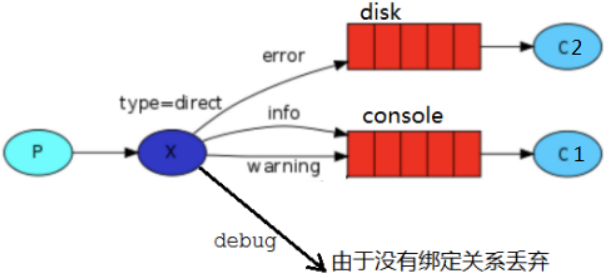 disk
error
C2
type=direct
info
console
P
X
C1
warning
debug
由于没有绑定关系丢弃